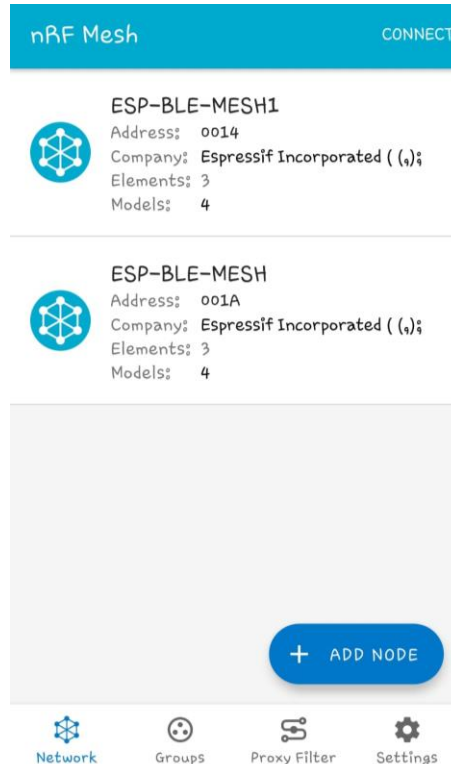 nRF Mesh CONNECT
ESP-BLE-MESH1
Address: 0014
Company: Espressif Incorporated ( (,);
Elements: 3
Models: 4
ESP-BLE-MESH
Address: 001A
Company: Espressif Incorporated ( (,);
Elements: 3
Models: 4
+ ADD NODE
Network Groups Proxy Filter Settings